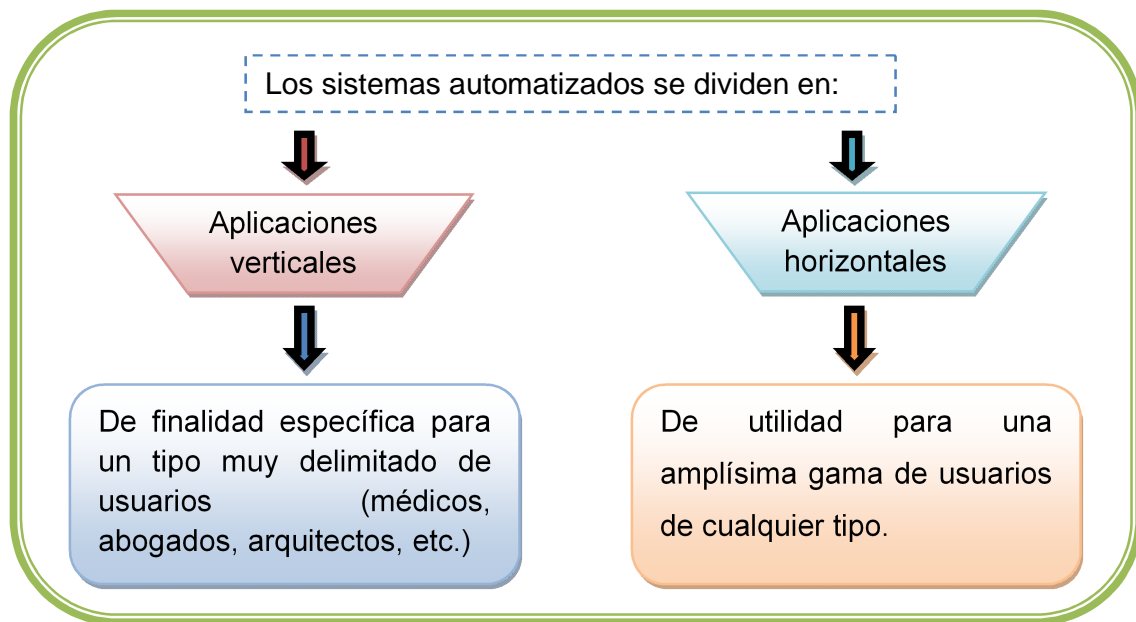 Los sistemas automatizados se dividen en:
Aplicaciones
verticales
De finalidad específica para
un tipo muy delimitado de
usuarios (médicos,
abogados, arquitectos, etc.)
Aplicaciones
horizontales
De utilidad para una
amplísima gama de usuarios
de cualquier tipo.